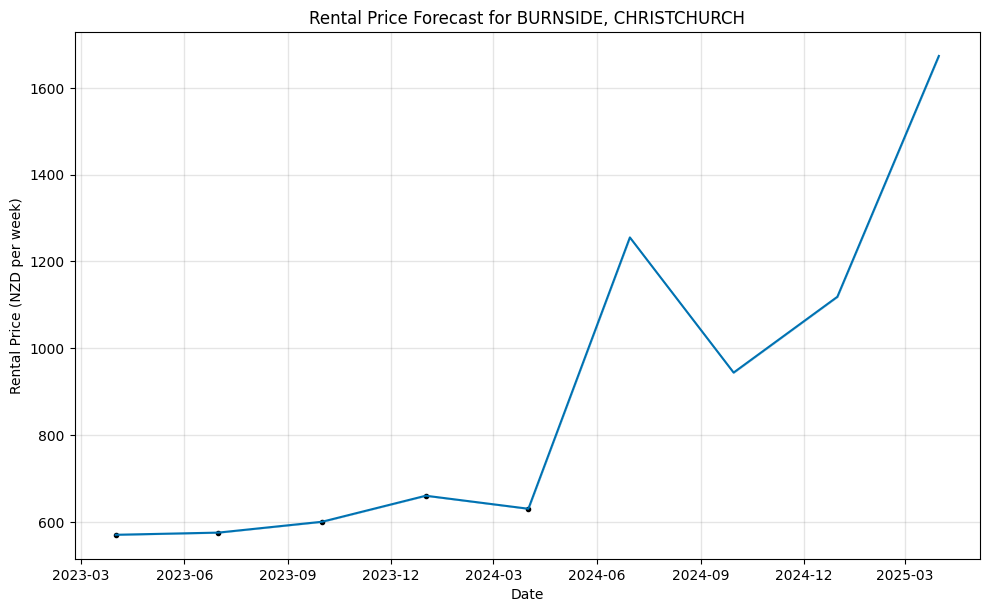 Rental Price Forecast for BURNSIDE, CHRISTCHURCH
Rental Price (NZD per week)
1600
1400
1200
1000
800
600
2023-03 2023-06 2023-09 2023-12 2024-03 2024-06 2024-09 2024-12 2025-03
Date